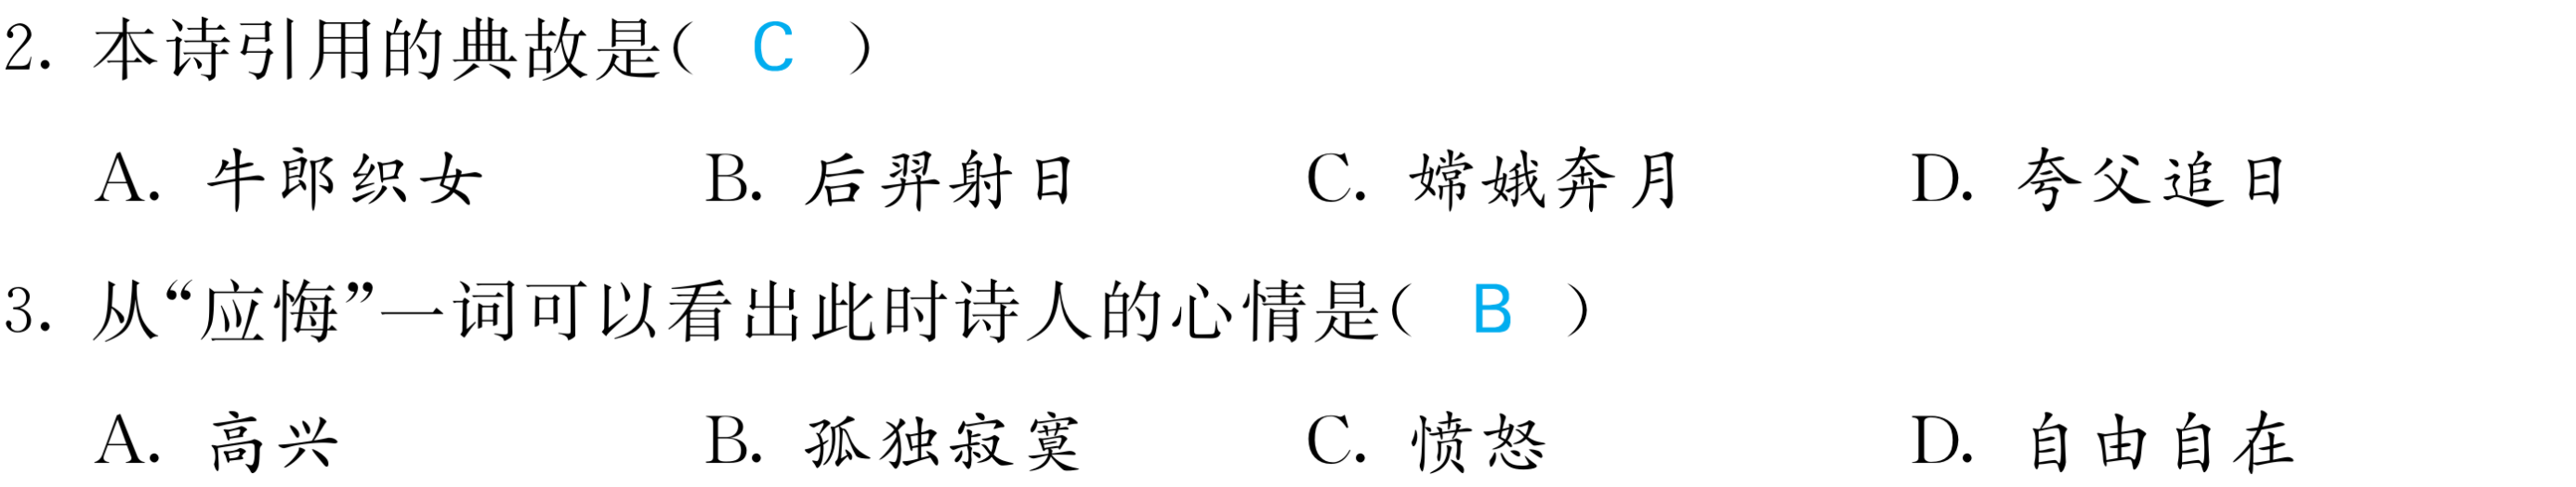 2. 本诗引用的典故是( C )
A. 牛郎织女 B. 后羿射日 C. 嫦娥奔月 D. 夸父追日
3. 从“应悔”一词可以看出此时诗人的心情是( B )
A. 高兴 B. 孤独寂寞 C. 愤怒 D. 自由自在